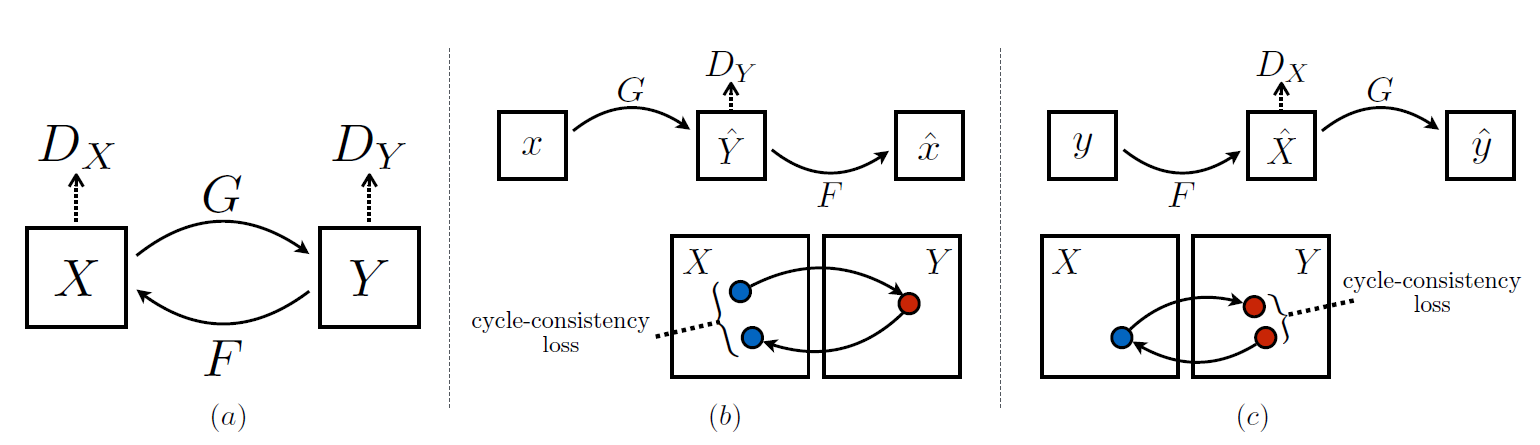 D_X
D_Y
G
X
Y
F
(a)
D_Y
G
x
Ŷ
x̂
F
X
Y
cycle-consistency
loss
(b)
D_X
G
y
X̂
ŷ
F
X
Y
cycle-consistency
loss
(c)